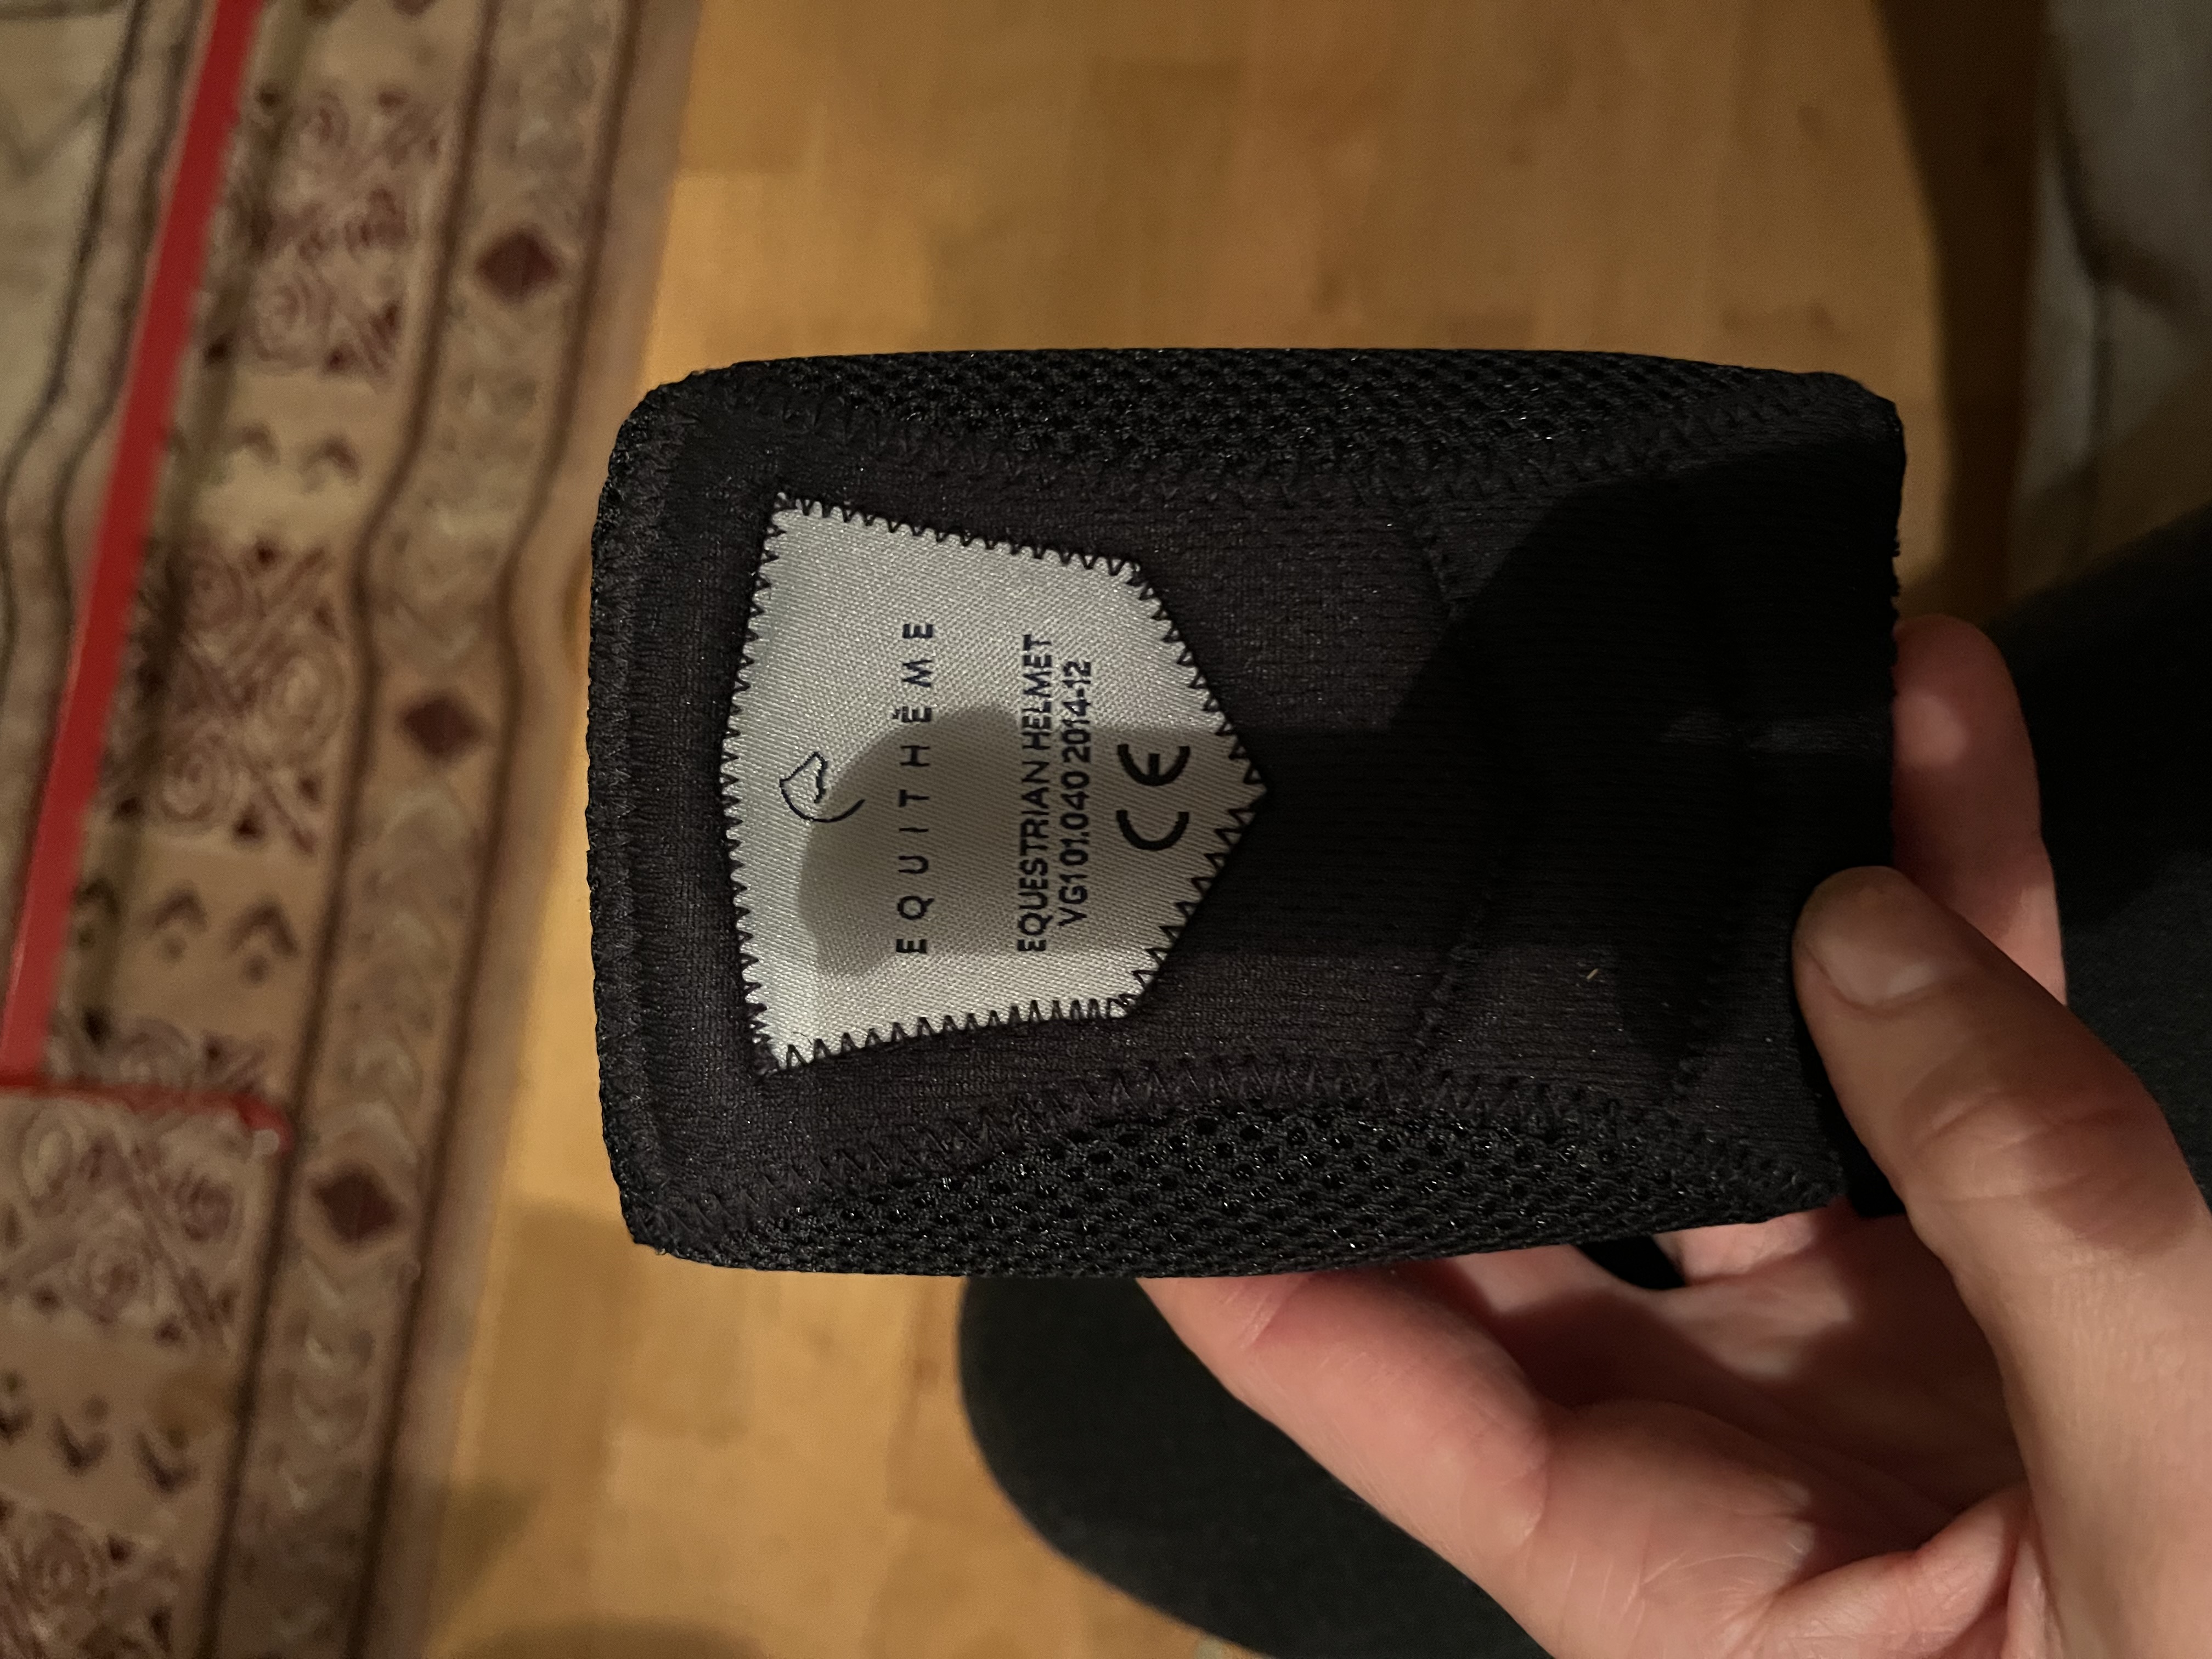 EQUITHÈME
EQUESTRIAN HELMET
VG1 01.040 2014-12
CE